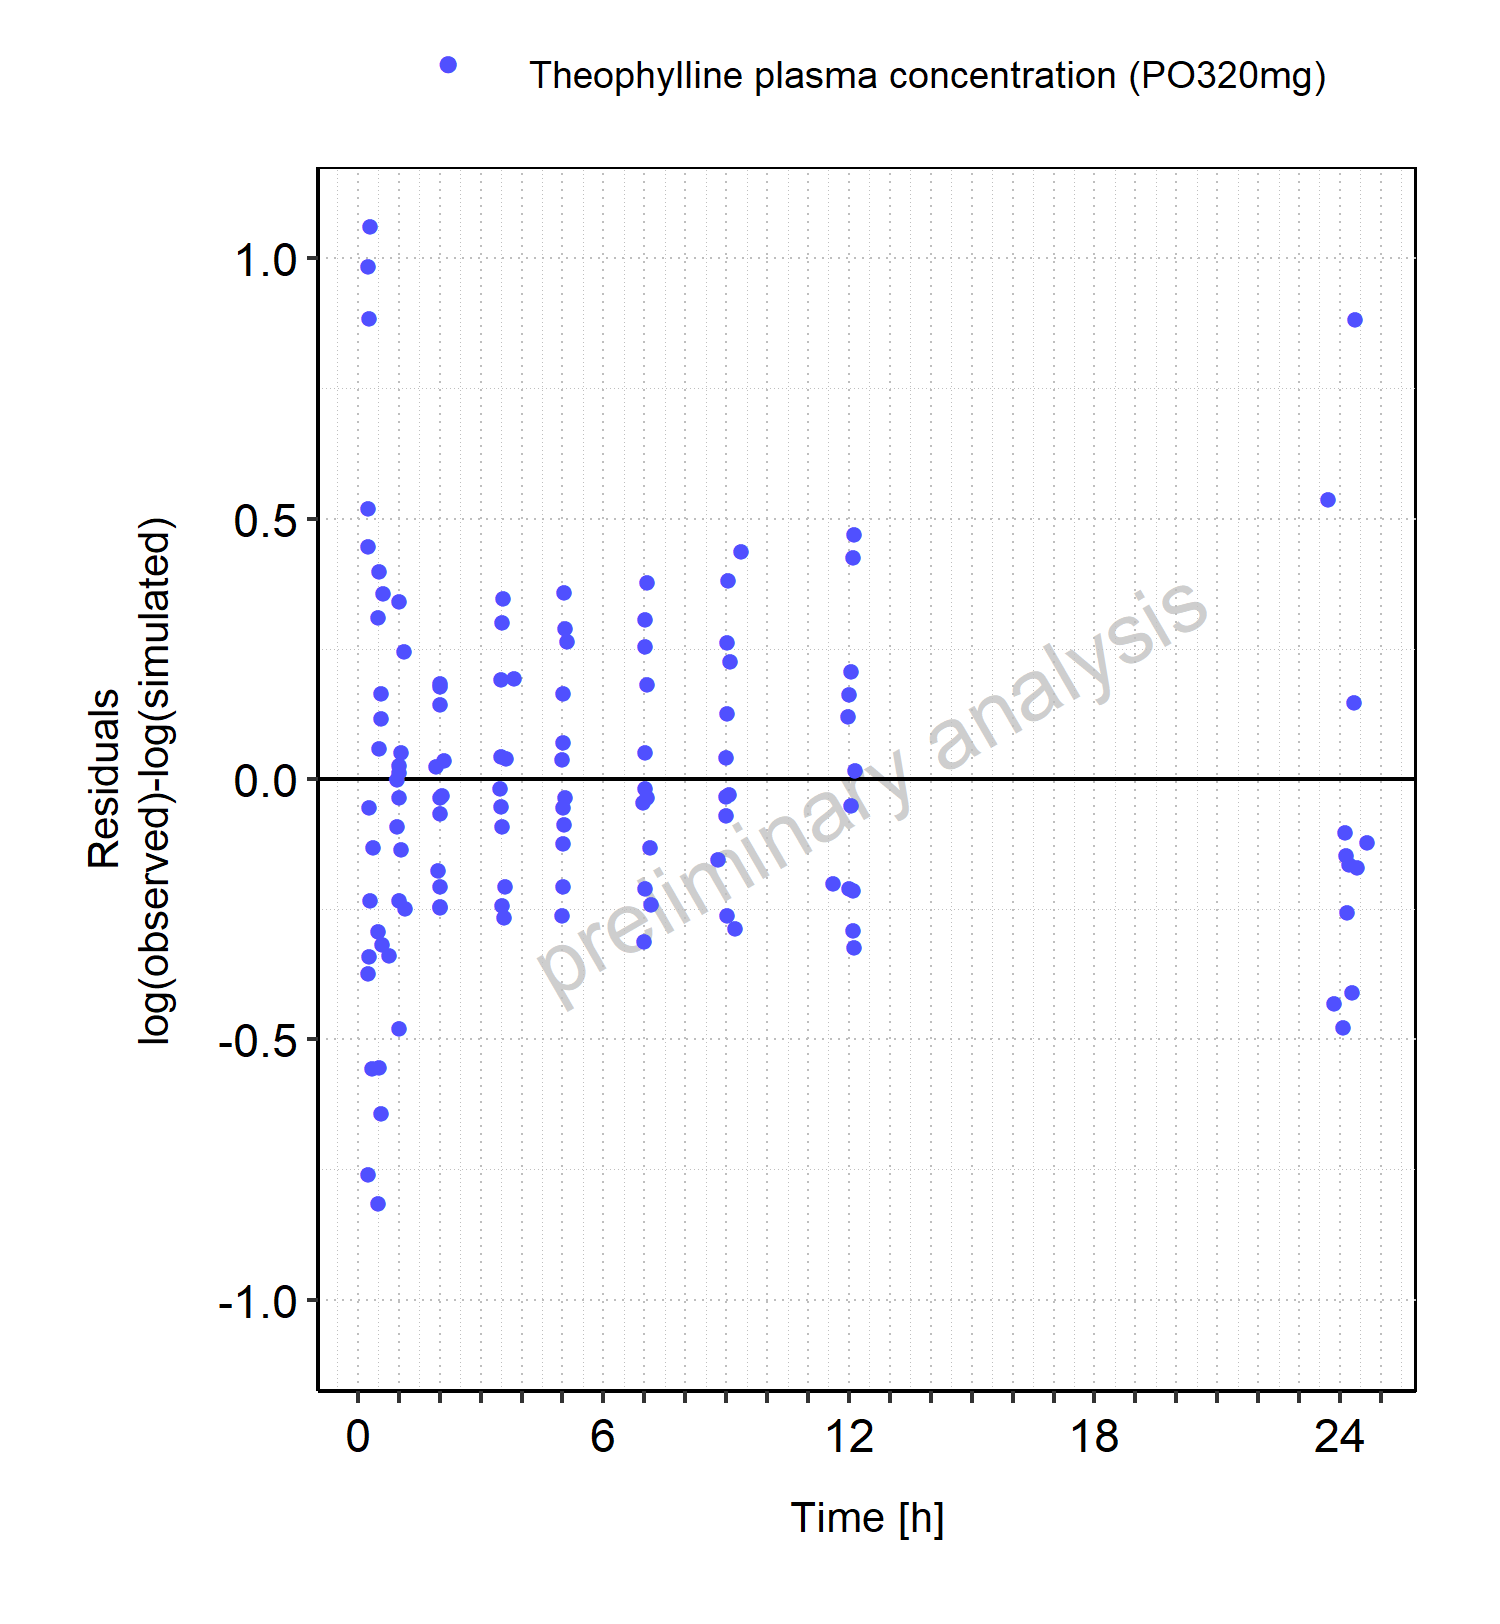 Theophylline plasma concentration (PO320mg)
1.0
0.5
0.0
-0.5
-1.0
Residuals
log(observed)-log(simulated)
preliminary analysis
0 6 12 18 24
Time [h]